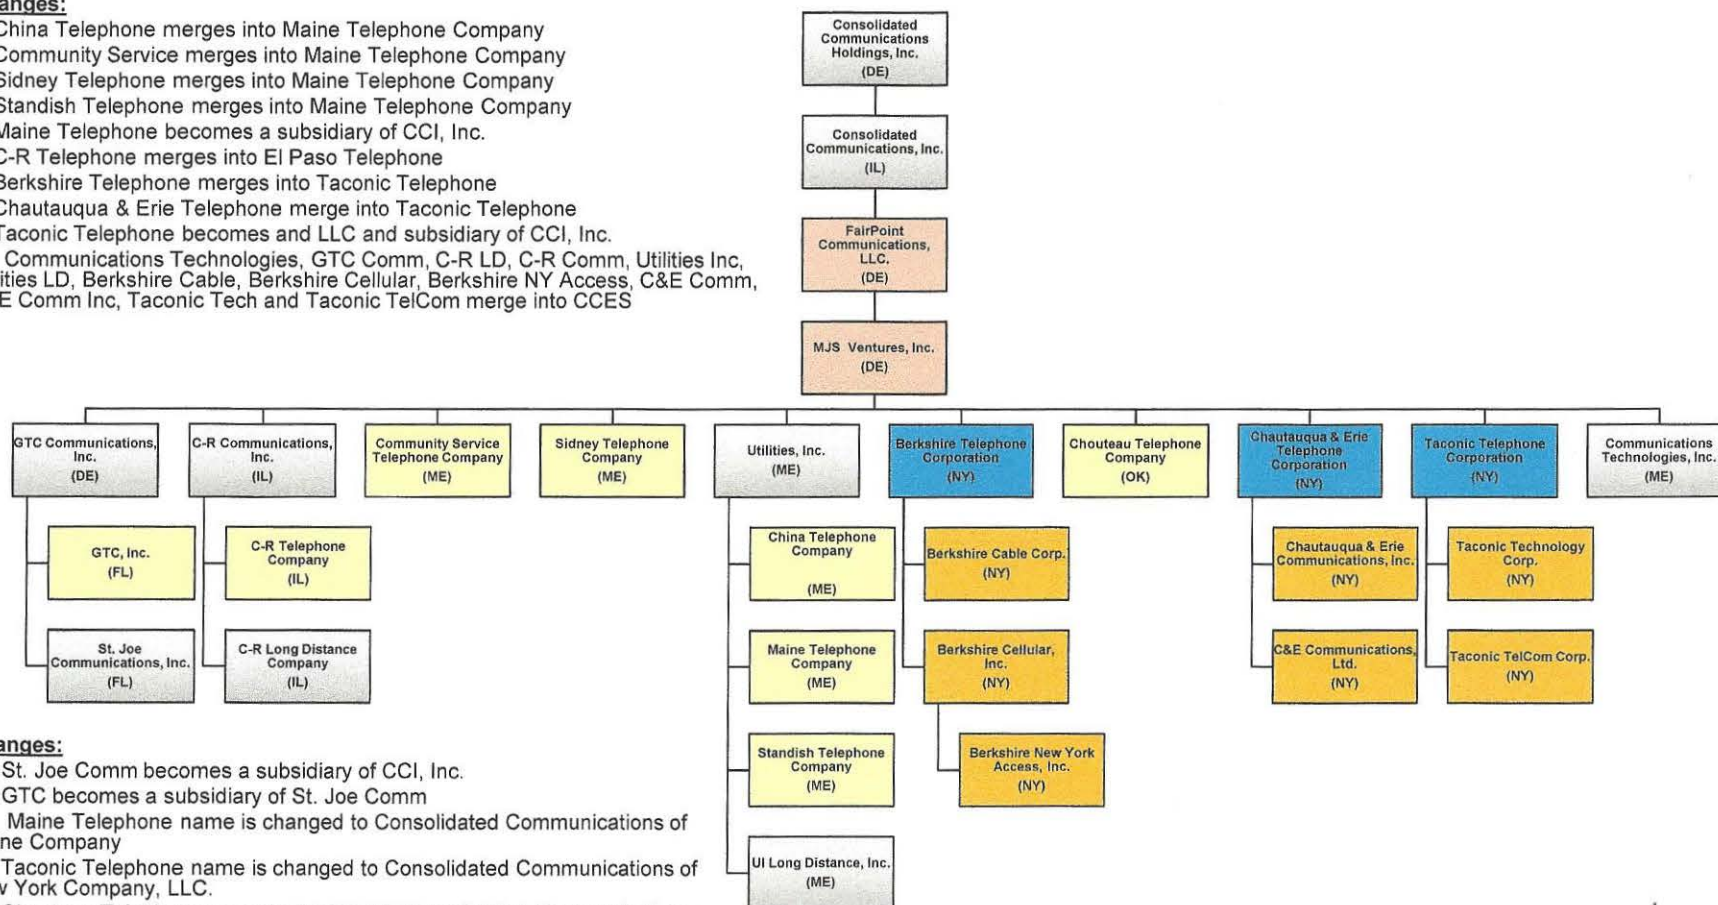 anges:
China Telephone merges into Maine Telephone Company
Community Service merges into Maine Telephone Company
Sidney Telephone merges into Maine Telephone Company
Standish Telephone merges into Maine Telephone Company
Maine Telephone becomes a subsidiary of CCI, Inc.
C-R Telephone merges into El Paso Telephone
Berkshire Telephone merges into Taconic Telephone
Chautauqua & Erie Telephone merge into Taconic Telephone
Taconic Telephone becomes and LLC and subsidiary of CCI, Inc.
Communications Technologies, GTC Comm, C-R LD, C-R Comm, Utilities Inc,
ities LD, Berkshire Cable, Berkshire Cellular, Berkshire NY Access, C&E Comm,
E Comm Inc, Taconic Tech and Taconic TelCom merge into CCES
Consolidated
Communications
Holdings, Inc.
(DE)
Consolidated
Communications, Inc.
(IL)
FairPoint
Communications,
LLC.
(DE)
MJS Ventures, Inc.
(DE)
GTC Communications,
Inc.
(DE)
C-R Communications,
Inc.
(IL)
Community Service
Telephone Company
(ME)
Sidney Telephone
Company
(ME)
Utilities, Inc.
(ME)
Berkshire Telephone
Corporation
(NY)
Chouteau Telephone
Company
(OK)
Chautauqua & Erie
Telephone
Corporation
(NY)
Taconic Telephone
Corporation
(NY)
Communications
Technologies, Inc.
(ME)
GTC, Inc.
(FL)
C-R Telephone
Company
(IL)
China Telephone
Company
(ME)
Berkshire Cable Corp.
(NY)
Chautauqua & Erie
Communications, Inc.
(NY)
Taconic Technology
Corp.
(NY)
St. Joe
Communications, Inc.
(FL)
C-R Long Distance
Company
(IL)
Maine Telephone
Company
(ME)
Berkshire Cellular,
Inc.
(NY)
C&E Communications,
Ltd.
(NY)
Taconic TelCom Corp.
(NY)
Standish Telephone
Company
(ME)
Berkshire New York
Access, Inc.
(NY)
UI Long Distance, Inc.
(ME)
anges:
St. Joe Comm becomes a subsidiary of CCI, Inc.
GTC becomes a subsidiary of St. Joe Comm
Maine Telephone name is changed to Consolidated Communications of
ne Company
Taconic Telephone name is changed to Consolidated Communications of
w York Company, LLC.